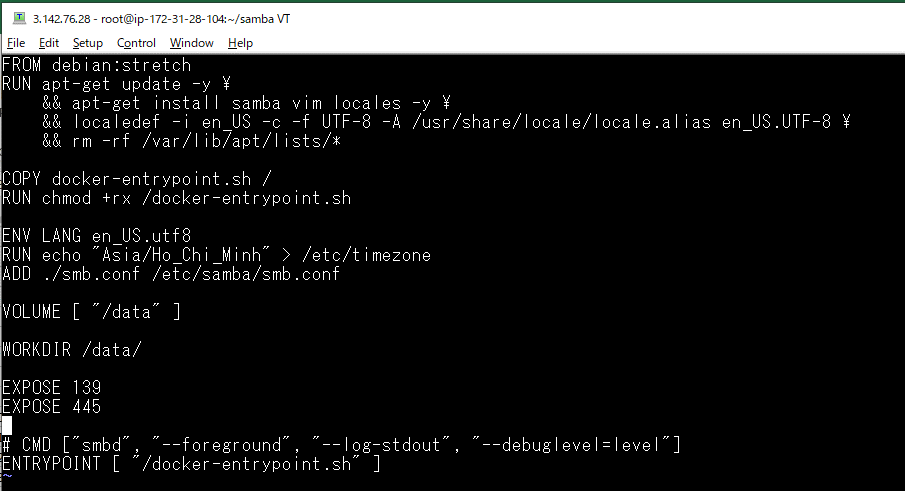 3.142.76.28 - root@ip-172-31-28-104:~/samba VT
File Edit Setup Control Window Help
FROM debian:stretch
RUN apt-get update -y ¥
    && apt-get install samba vim locales -y ¥
    && localedef -i en_US -c -f UTF-8 -A /usr/share/locale/locale.alias en_US.UTF-8 ¥
    && rm -rf /var/lib/apt/lists/*
COPY docker-entrypoint.sh /
RUN chmod +rx /docker-entrypoint.sh
ENV LANG en_US.utf8
RUN echo "Asia/Ho_Chi_Minh" > /etc/timezone
ADD ./smb.conf /etc/samba/smb.conf
VOLUME [ "/data" ]
WORKDIR /data/
EXPOSE 139
EXPOSE 445
# CMD ["smbd", "--foreground", "--log-stdout", "--debuglevel=level"]
ENTRYPOINT [ "/docker-entrypoint.sh" ]
~